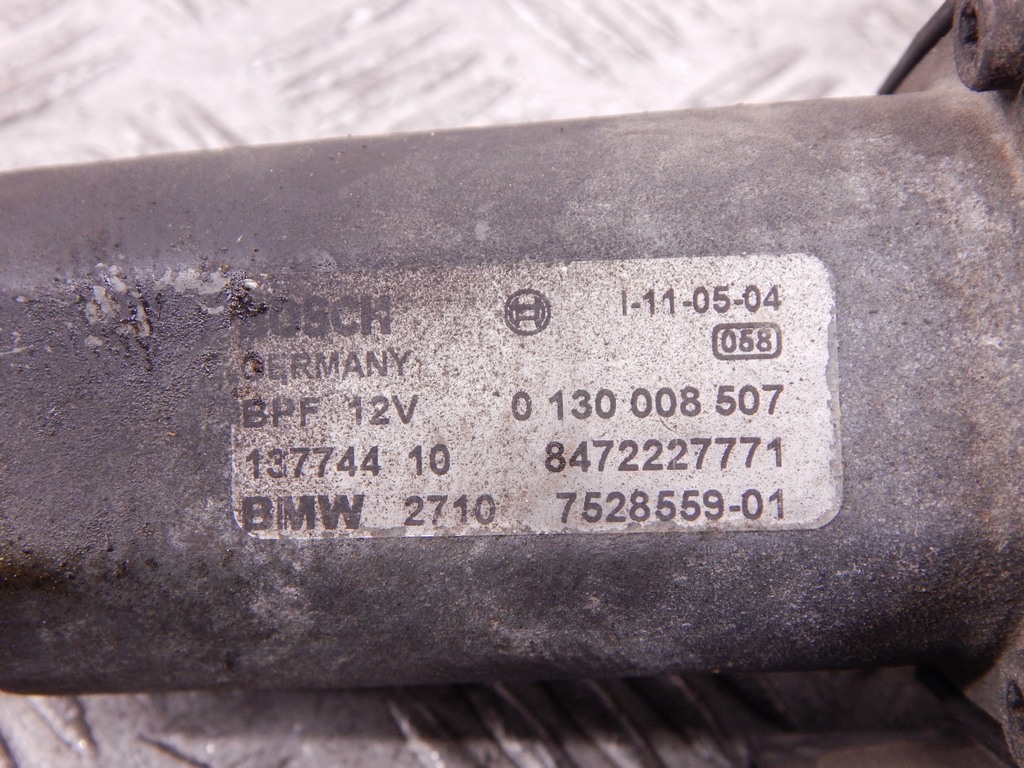 BOSCH I-11-05-04
GERMANY 058
BPF 12V 0 130 008 507
137744 10 8472227771
BMW 2710 7528559-01